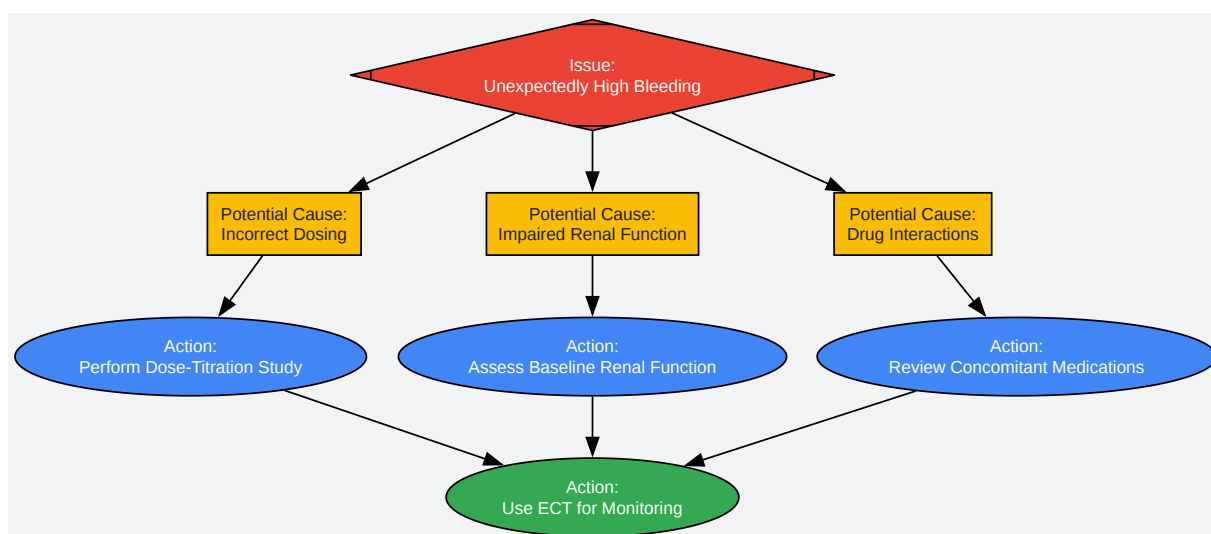 Issue:
Unexpectedly High Bleeding
Potential Cause:
Incorrect Dosing
Potential Cause:
Impaired Renal Function
Potential Cause:
Drug Interactions
Action:
Perform Dose-Titration Study
Action:
Assess Baseline Renal Function
Action:
Review Concomitant Medications
Action:
Use ECT for Monitoring